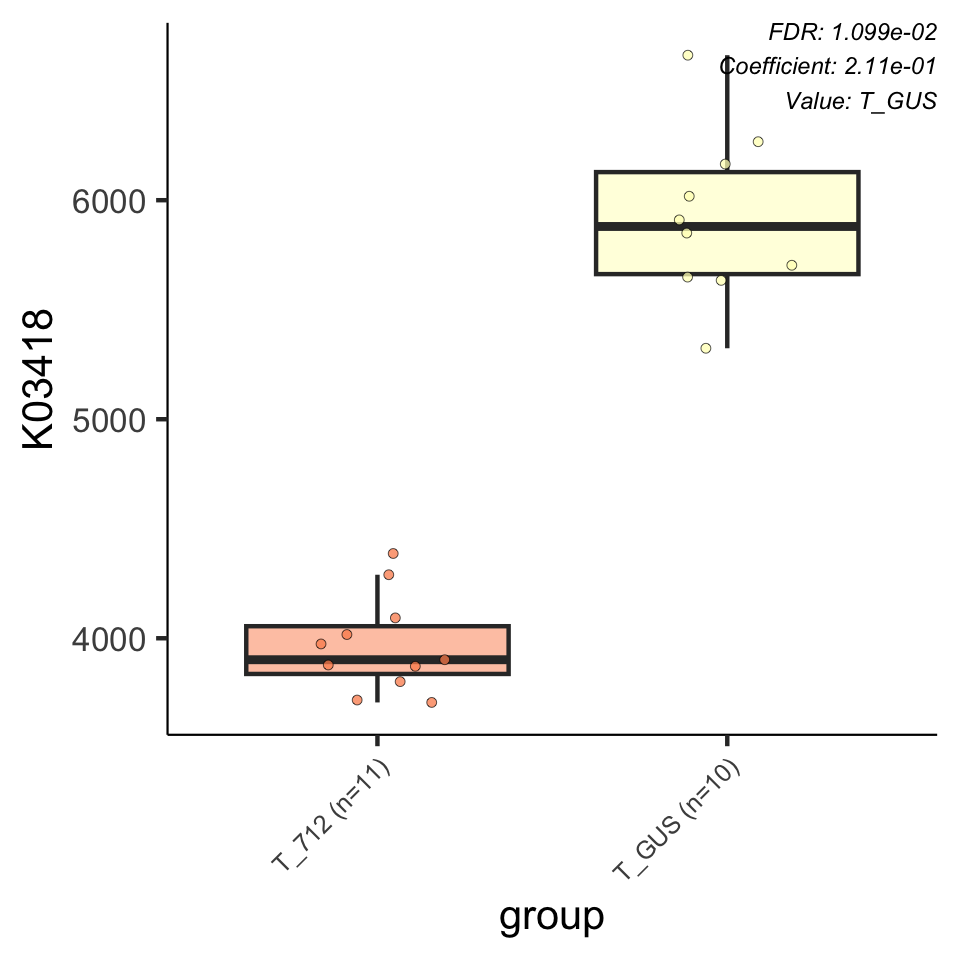 FDR: 1.099e-02
Coefficient: 2.11e-01
Value: T_GUS
K03418
6000
5000
4000
T_712 (n=11)
T_GUS (n=10)
group